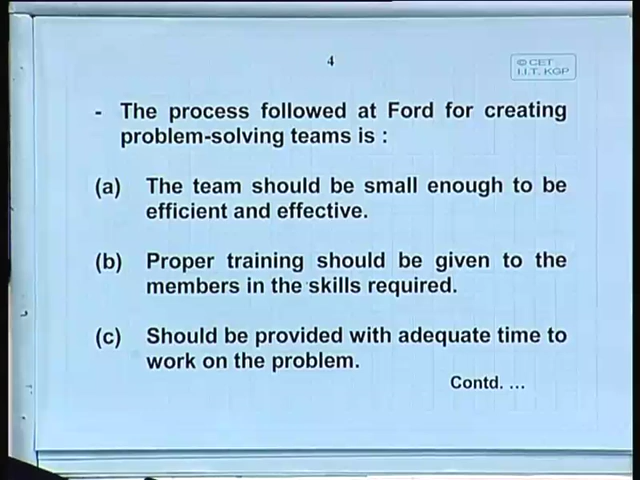 4
© CET
I.I.T. KGP
- The process followed at Ford for creating
problem-solving teams is :
(a) The team should be small enough to be
efficient and effective.
(b) Proper training should be given to the
members in the skills required.
(c) Should be provided with adequate time to
work on the problem.
Contd. ...